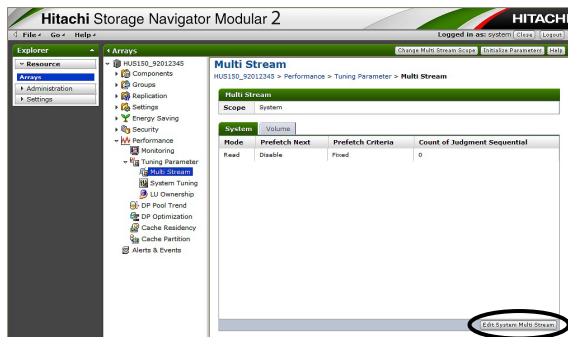 Hitachi Storage Navigator Modular 2
HITACHI
File Go Help
Logged in as: system Close Logout
Explorer
Arrays
Change Multi Stream Scope Initialize Parameters Help
Resource
Arrays
Administration
Settings
HUS150_92012345
Components
Groups
Replication
Settings
Energy Saving
Security
Performance
Monitoring
Tuning Parameter
Multi Stream
System Tuning
LU Ownership
DP Pool Trend
DP Optimization
Cache Residency
Cache Partition
Alerts & Events
Multi Stream
HUS150_92012345 > Performance > Tuning Parameter > Multi Stream
Multi Stream
Scope System
System Volume
Mode Prefetch Next Prefetch Criteria Count of Judgment Sequential
Read Disable Fixed 0
Edit System Multi Stream